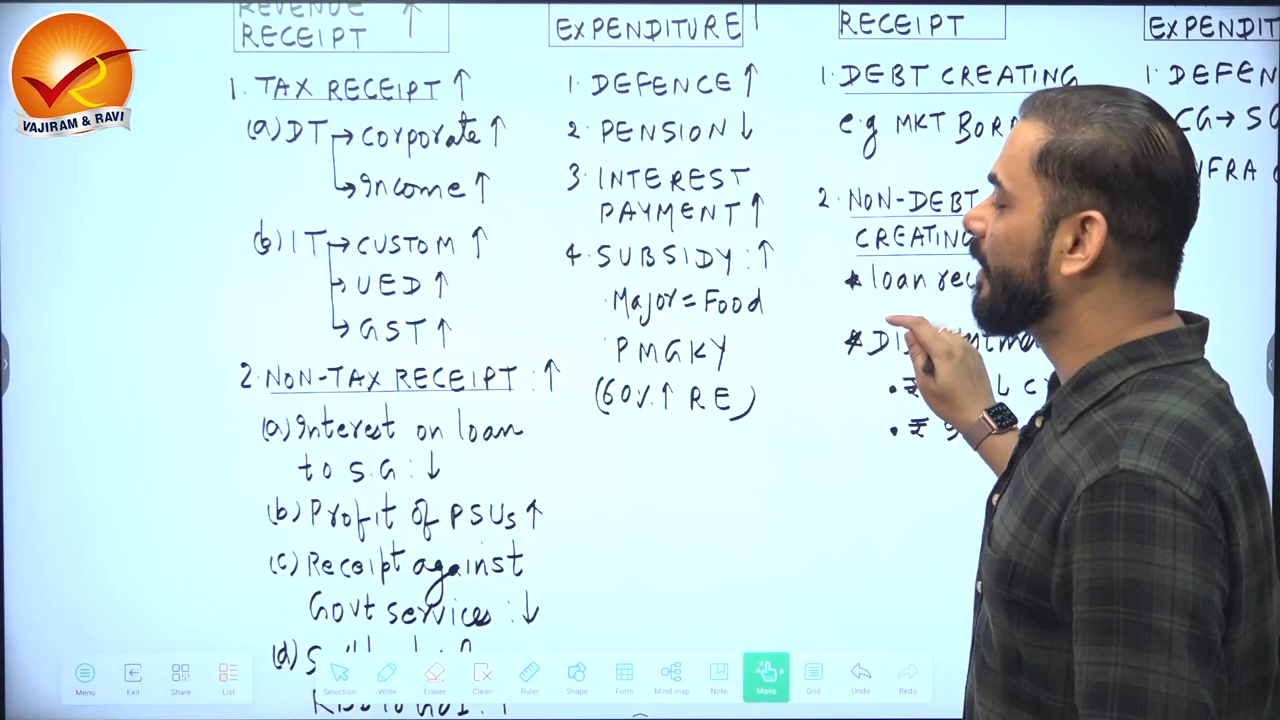 VAJIRAM & RAVI
REVENUE
RECEIPT ↑
1. TAX RECEIPT ↑
(a) DT → Corporate ↑
→ Income ↑
(b) IT → CUSTOM ↑
→ UED ↑
→ GST ↑
2. NON-TAX RECEIPT : ↑
(a) Interest on loan
to S.G : ↓
(b) Profit of PSUs ↑
(c) Receipt against
Govt services : ↓
(d) S
EXPENDITURE ↑
1. DEFENCE ↑
2. PENSION ↓
3. INTEREST
PAYMENT ↑
4. SUBSIDY : ↑
Major = Food
PMGKY
(60% ↑ RE)
RECEIPT
1. DEBT CREATING
e.g MKT BOR
2. NON-DEBT
CREATING
* loan rec
* DI
• ₹
• ₹
EXPENDIT
1. DEFEN
CG → S
NFRA
Menu
Exit
Share
List
Selection
Write
Eraser
Clean
Ruler
Shape
Form
Mind map
Note
Move
Grid
Undo
Redo